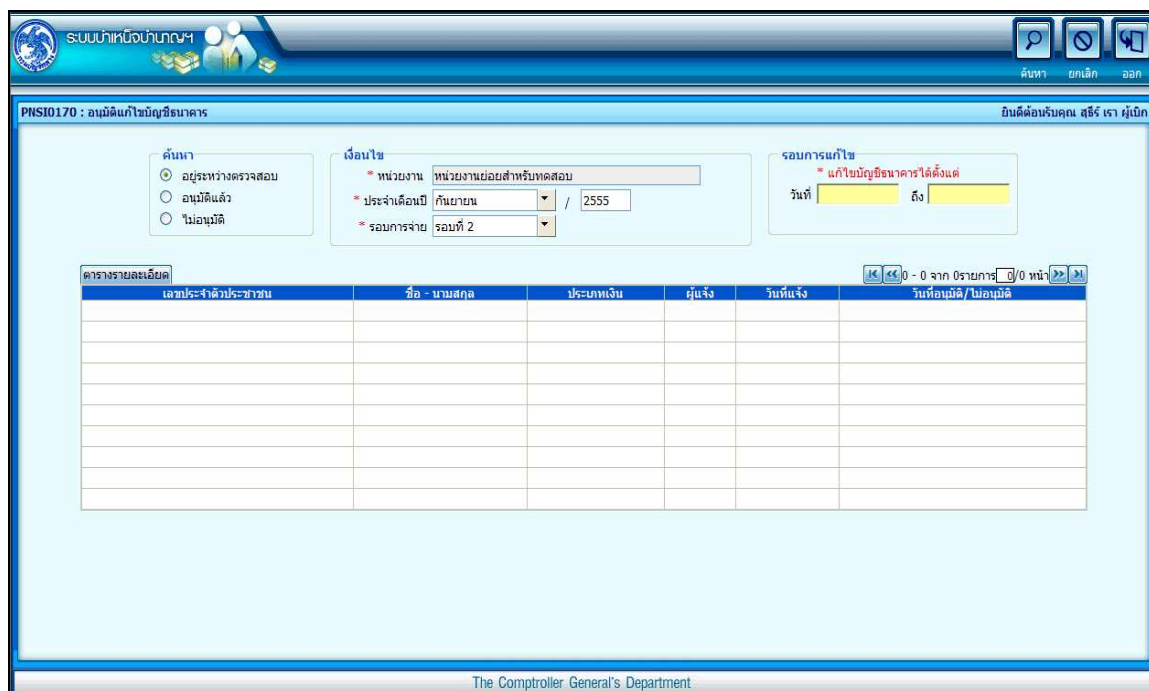 ระบบบำเหน็จบำนาญฯ
ค้นหา ยกเลิก ออก
PNSI0170 : อนุมัติแก้ไขบัญชีธนาคาร ยินดีต้อนรับคุณ สุธีร์ เรา ผู้เบิก
ค้นหา เงื่อนไข รอบการแก้ไข
อยู่ระหว่างตรวจสอบ * หน่วยงาน หน่วยงานย่อยสำหรับทดสอบ * แก้ไขบัญชีธนาคารได้ตั้งแต่
อนุมัติแล้ว * ประจำเดือนปี กันยายน / 2555 วันที่ ถึง
ไม่อนุมัติ * รอบการจ่าย รอบที่ 2
ตารางรายละเอียด 0 - 0 จาก 0รายการ 0/0 หน้า
เลขประจำตัวประชาชน ชื่อ - นามสกุล ประเภทเงิน ผู้แจ้ง วันที่แจ้ง วันที่อนุมัติ/ไม่อนุมัติ
The Comptroller General's Department